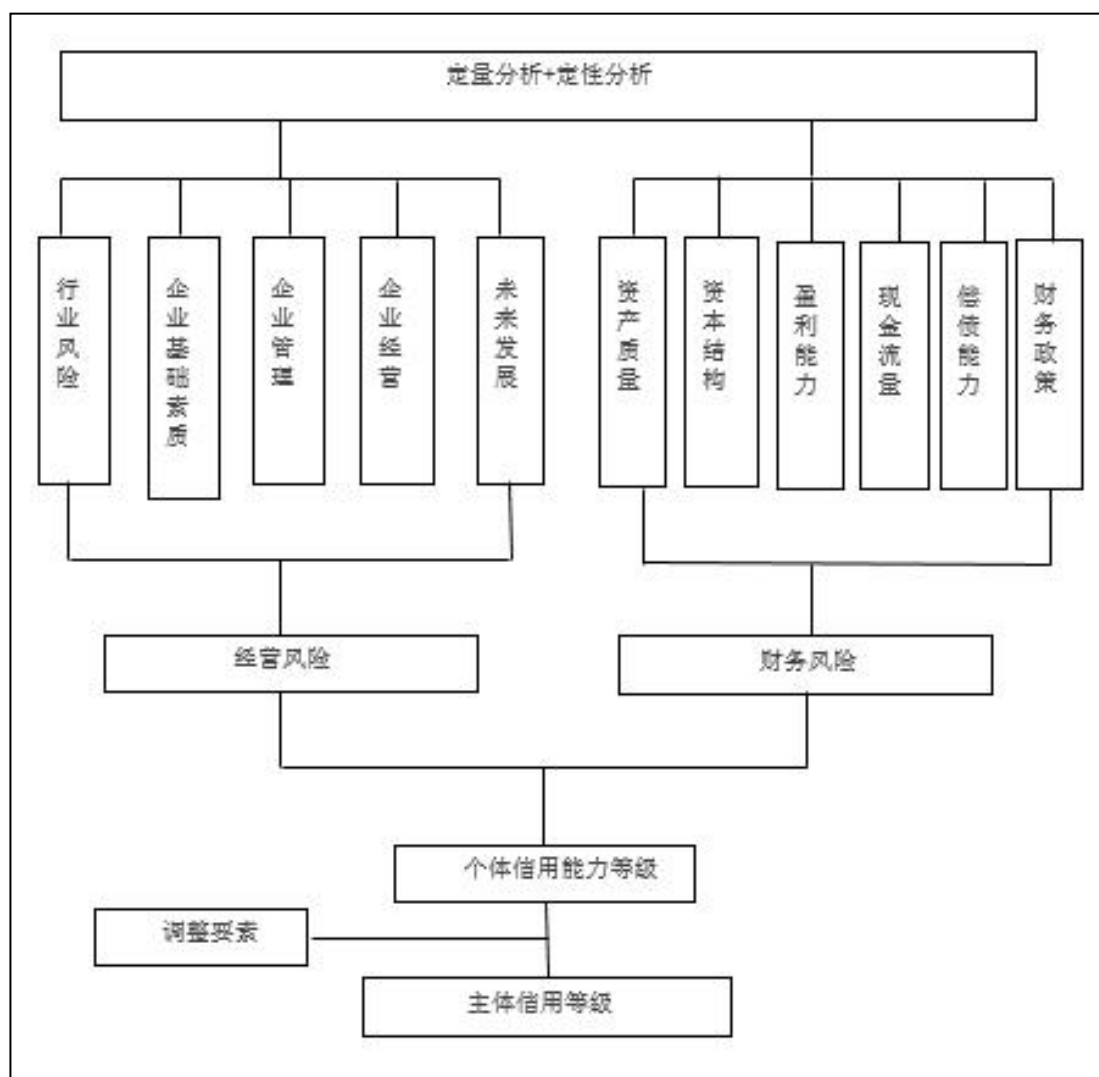 定量分析+定性分析
行业风险
企业基础素质
企业管理
企业经营
未来发展
资产质量
资本结构
盈利能力
现金流量
偿债能力
财务政策
经营风险
财务风险
个体信用能力等级
调整要素
主体信用等级